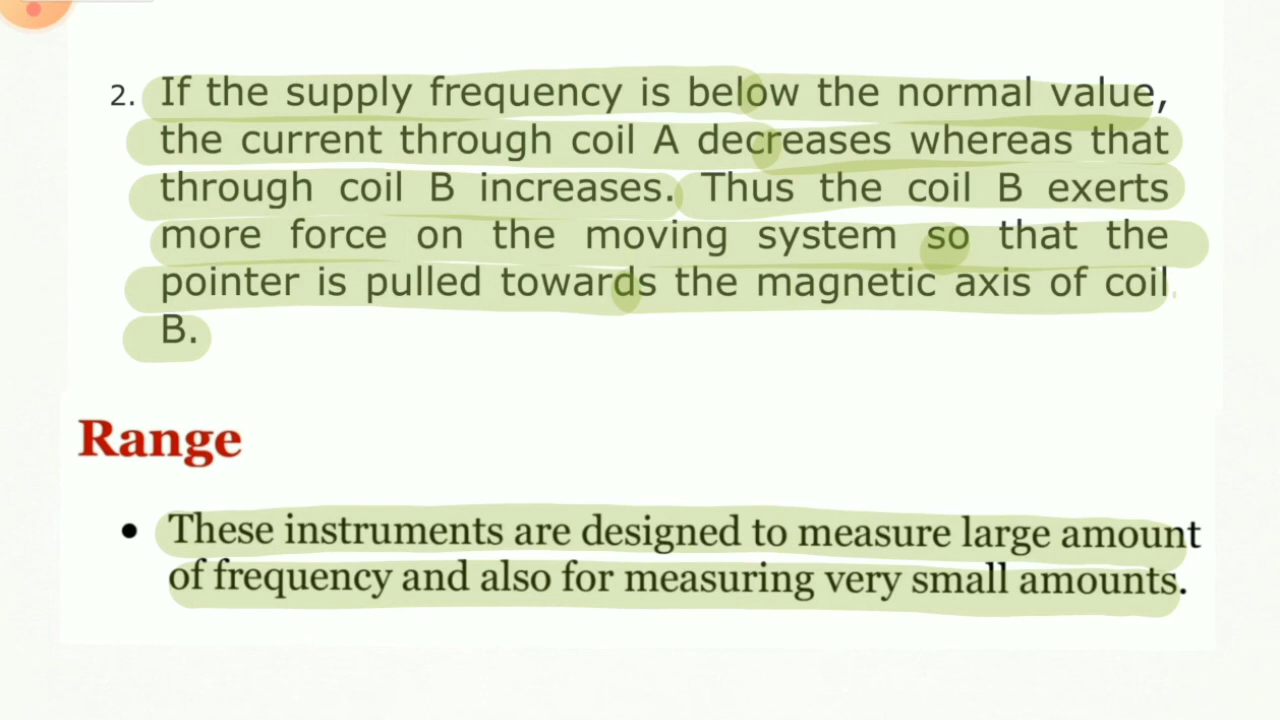 2. If the supply frequency is below the normal value,
the current through coil A decreases whereas that
through coil B increases. Thus the coil B exerts
more force on the moving system so that the
pointer is pulled towards the magnetic axis of coil
B.
Range
• These instruments are designed to measure large amount
of frequency and also for measuring very small amounts.